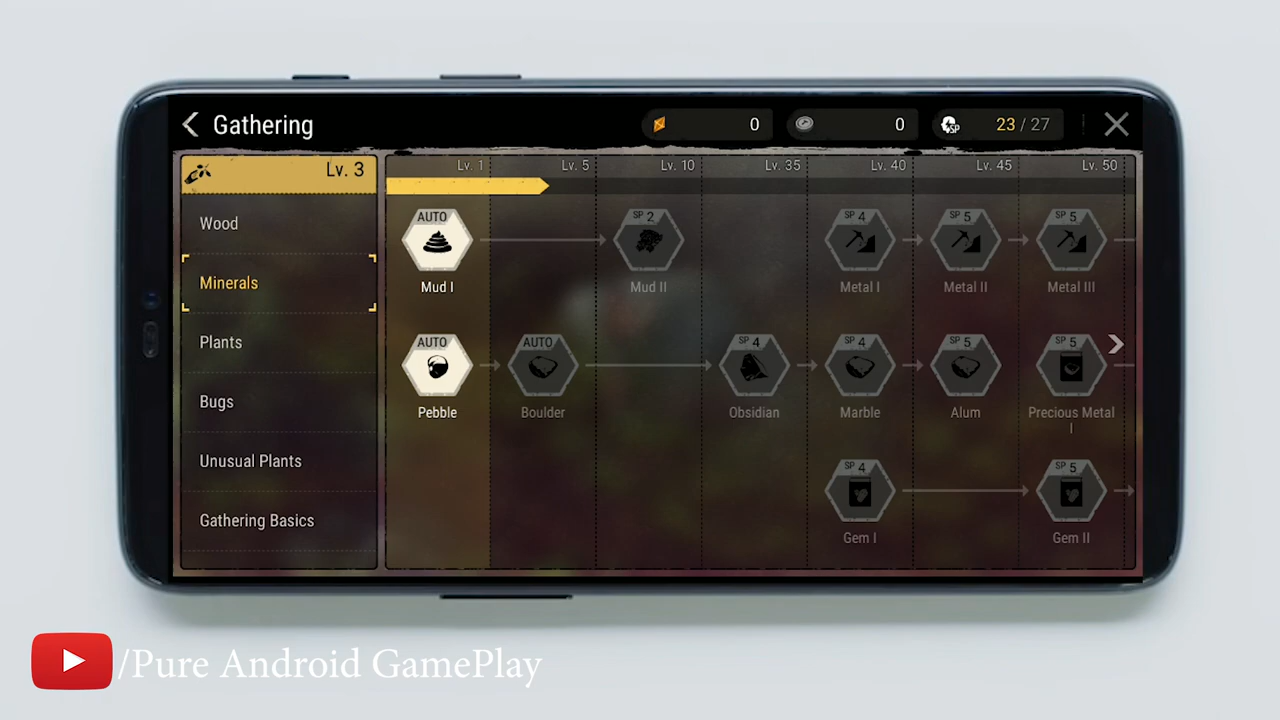 Gathering
0
0
SP
23 / 27
Lv. 3
Wood
Minerals
Plants
Bugs
Unusual Plants
Gathering Basics
Lv. 1
Lv. 5
Lv. 10
Lv. 35
Lv. 40
Lv. 45
Lv. 50
AUTO
SP 2
SP 4
SP 5
SP 5
Mud I
Mud II
Metal I
Metal II
Metal III
AUTO
AUTO
SP 4
SP 4
SP 5
SP 5
Pebble
Boulder
Obsidian
Marble
Alum
Precious Metal
I
SP 4
SP 5
Gem I
Gem II
/Pure Android GamePlay